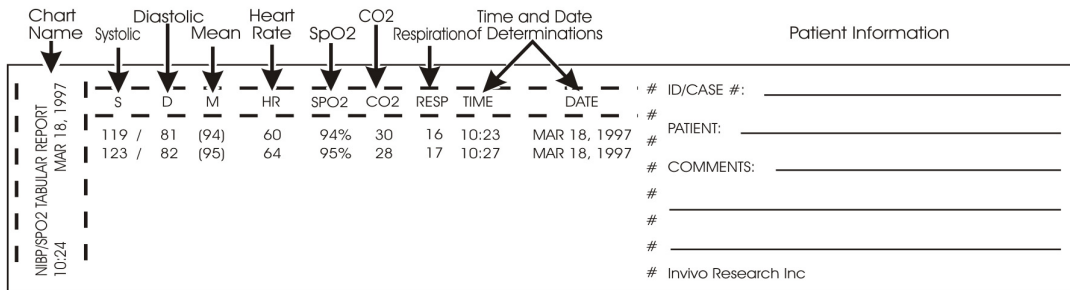 Chart Name
Systolic
Diastolic
Mean
Heart Rate
SpO2
CO2
Respiration
Time and Date of Determinations
Patient Information
NIBP/SPO2 TABULAR REPORT
10:24 MAR 18, 1997
S D M HR SPO2 CO2 RESP TIME DATE
119 / 81 (94) 60 94% 30 16 10:23 MAR 18, 1997
123 / 82 (95) 64 95% 28 17 10:27 MAR 18, 1997
# ID/CASE #:
#
# PATIENT:
# COMMENTS:
#
#
#
# Invivo Research Inc